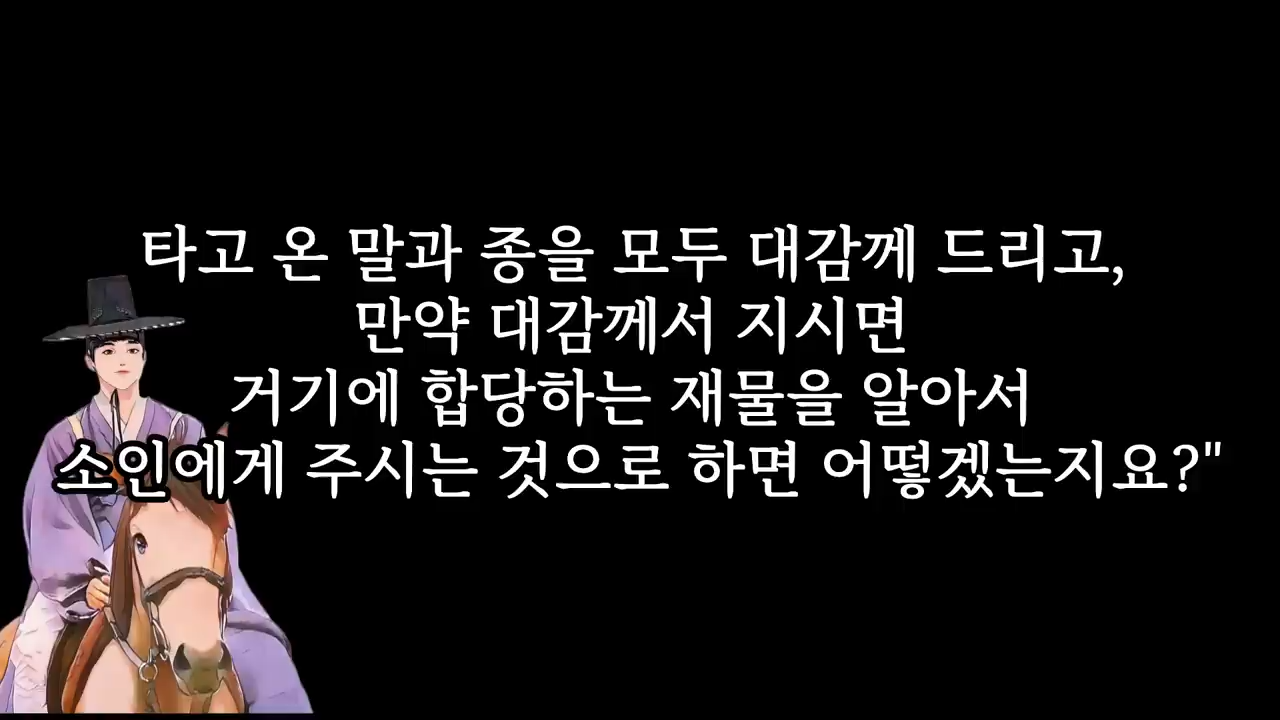 타고 온 말과 종을 모두 대감께 드리고,
만약 대감께서 지시면
거기에 합당하는 재물을 알아서
소인에게 주시는 것으로 하면 어떻겠는지요?"